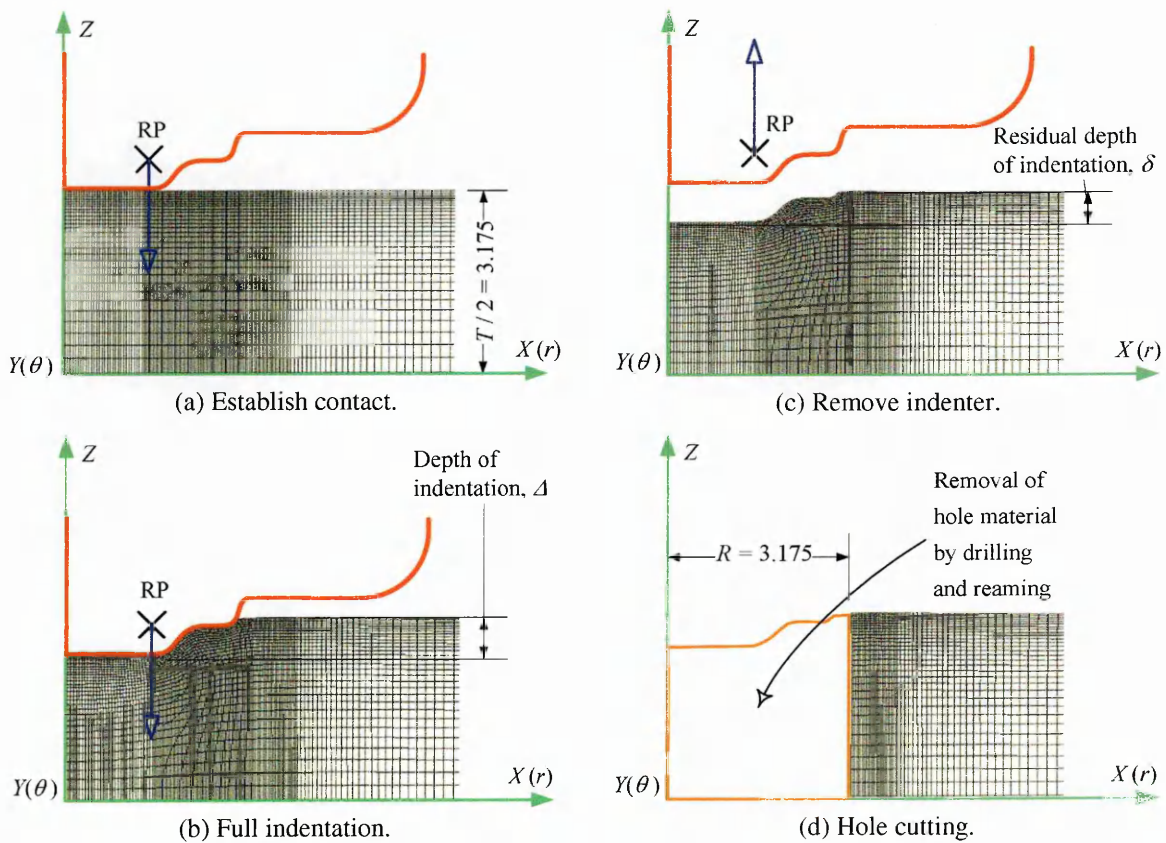 Z
RP
T / 2 = 3.175
Y(θ)
X (r)
(a) Establish contact.
Z
RP
Residual depth
of indentation, δ
Y(θ)
X (r)
(c) Remove indenter.
Z
Depth of
indentation, Δ
RP
Y(θ)
X (r)
(b) Full indentation.
Z
Removal of
hole material
by drilling
and reaming
R = 3.175
Y(θ)
X (r)
(d) Hole cutting.